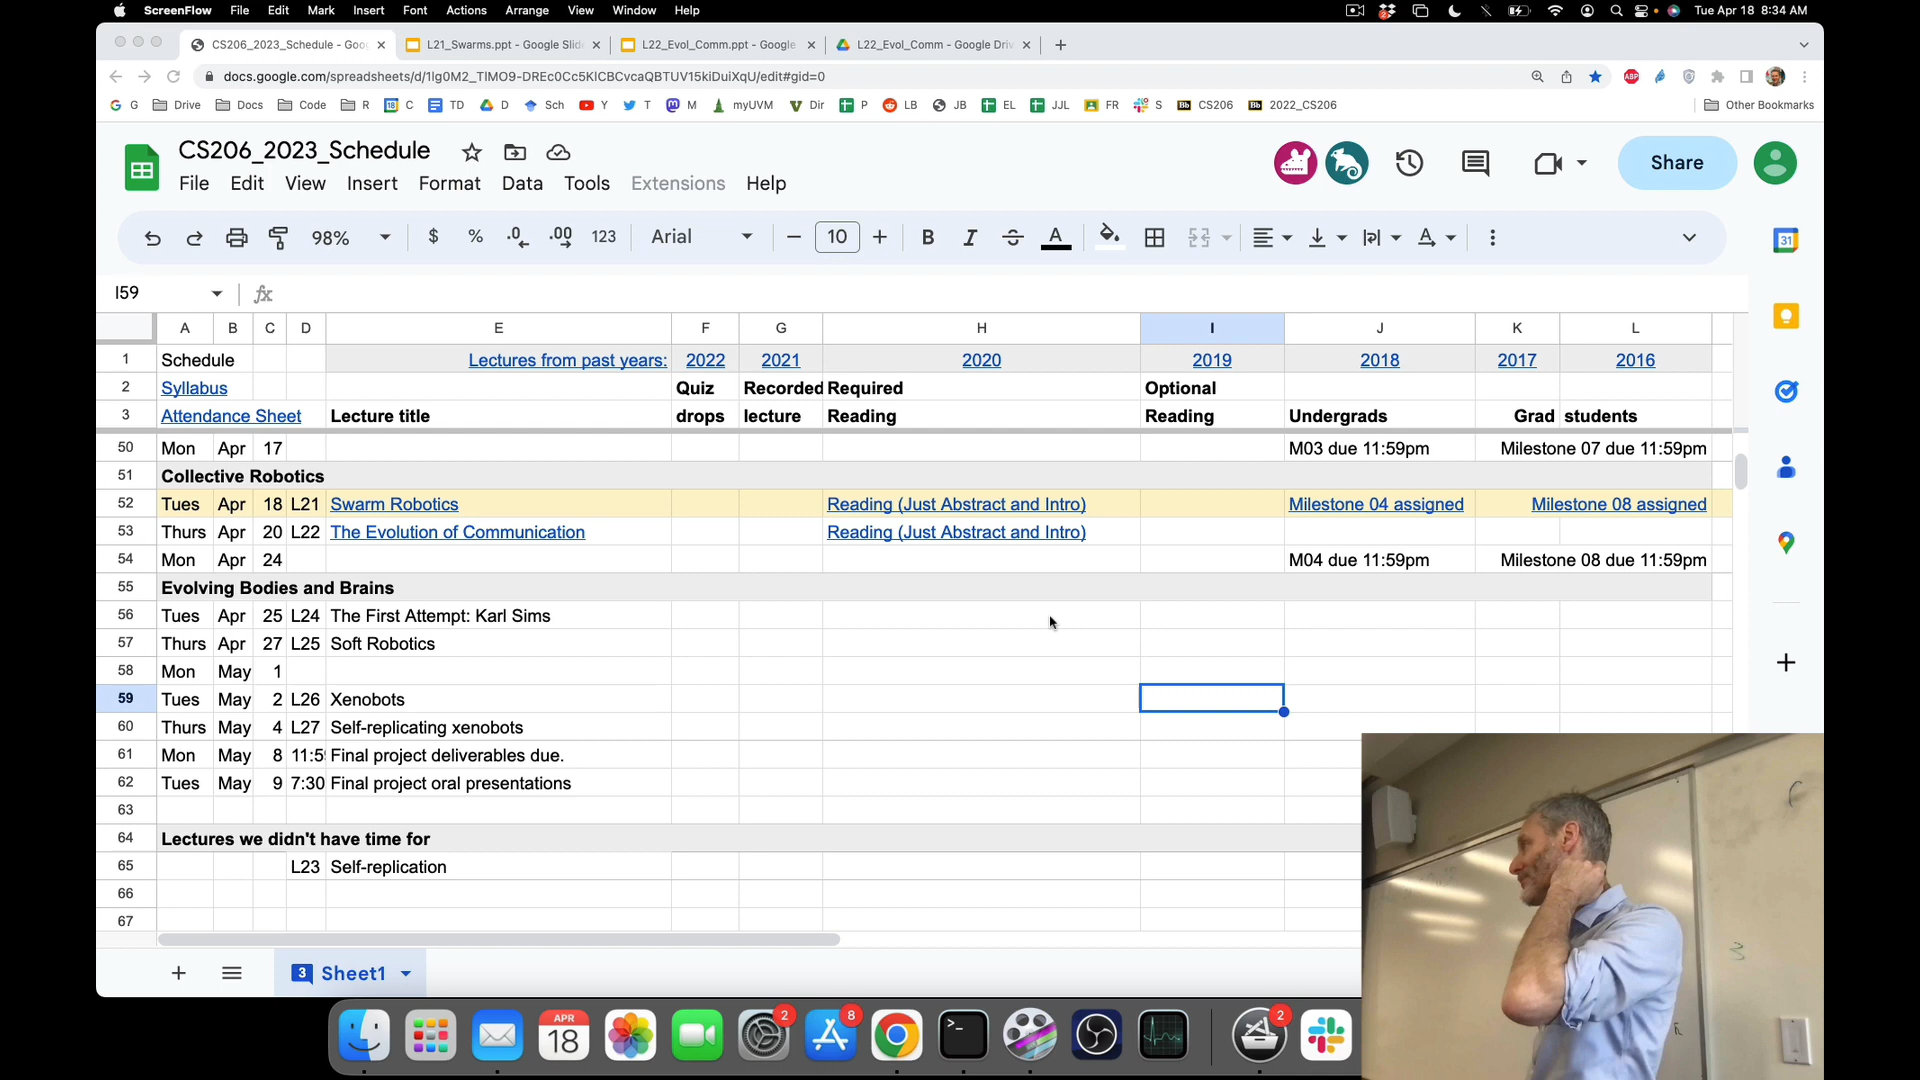 ScreenFlow File Edit Mark Insert Font Actions Arrange View Window Help Tue Apr 18 8:34 AM
CS206_2023_Schedule - Goo L21_Swarms.ppt - Google Slid L22_Evol_Comm.ppt - Google L22_Evol_Comm - Google Driv
docs.google.com/spreadsheets/d/1lg0M2_TIMO9-DREc0Cc5KlCBCvcaQBTUV15kiDuiXqU/edit#gid=0
G Drive Docs Code R C TD D Sch Y T M myUVM Dir P LB JB EL JJL FR S CS206 2022_CS206 Other Bookmarks
CS206_2023_Schedule
File Edit View Insert Format Data Tools Extensions Help
Share
98% $ % .0 .00 123 Arial 10 B I S A
I59 fx
A B C D E F G H I J K L
1 Schedule Lectures from past years: 2022 2021 2020 2019 2018 2017 2016
2 Syllabus Quiz Recorded Required Optional
3 Attendance Sheet Lecture title drops lecture Reading Reading Undergrads Grad students
50 Mon Apr 17 M03 due 11:59pm Milestone 07 due 11:59pm
51 Collective Robotics
52 Tues Apr 18 L21 Swarm Robotics Reading (Just Abstract and Intro) Milestone 04 assigned Milestone 08 assigned
53 Thurs Apr 20 L22 The Evolution of Communication Reading (Just Abstract and Intro)
54 Mon Apr 24 M04 due 11:59pm Milestone 08 due 11:59pm
55 Evolving Bodies and Brains
56 Tues Apr 25 L24 The First Attempt: Karl Sims
57 Thurs Apr 27 L25 Soft Robotics
58 Mon May 1
59 Tues May 2 L26 Xenobots
60 Thurs May 4 L27 Self-replicating xenobots
61 Mon May 8 11:59 Final project deliverables due.
62 Tues May 9 7:30 Final project oral presentations
63
64 Lectures we didn't have time for
65 L23 Self-replication
66
67
3 Sheet1
APR 18 2 8 2